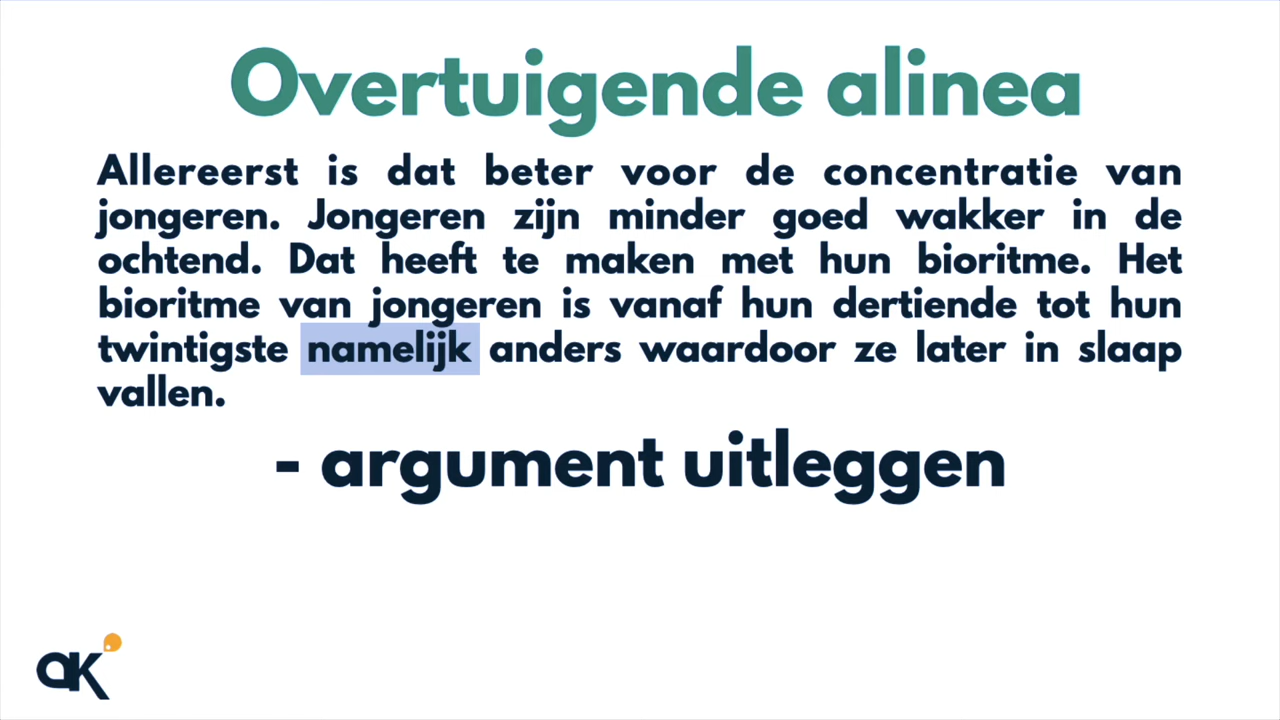 Overtuigende alinea
Allereerst is dat beter voor de concentratie van
jongeren. Jongeren zijn minder goed wakker in de
ochtend. Dat heeft te maken met hun bioritme. Het
bioritme van jongeren is vanaf hun dertiende tot hun
twintigste namelijk anders waardoor ze later in slaap
vallen.
- argument uitleggen
aK